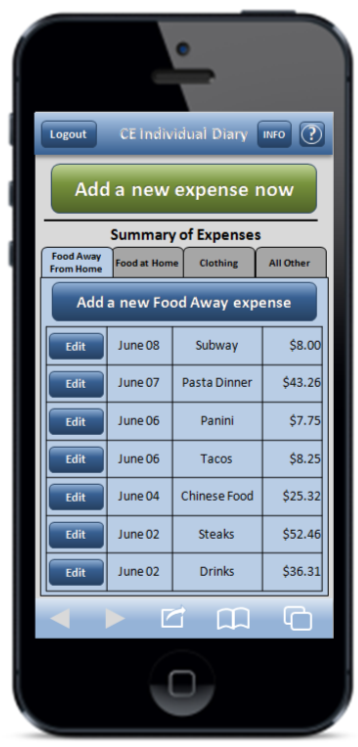 Logout CE Individual Diary INFO ?
Add a new expense now
Summary of Expenses
Food Away From Home Food at Home Clothing All Other
Add a new Food Away expense
Edit June 08 Subway $8.00
Edit June 07 Pasta Dinner $43.26
Edit June 06 Panini $7.75
Edit June 06 Tacos $8.25
Edit June 04 Chinese Food $25.32
Edit June 02 Steaks $52.46
Edit June 02 Drinks $36.31